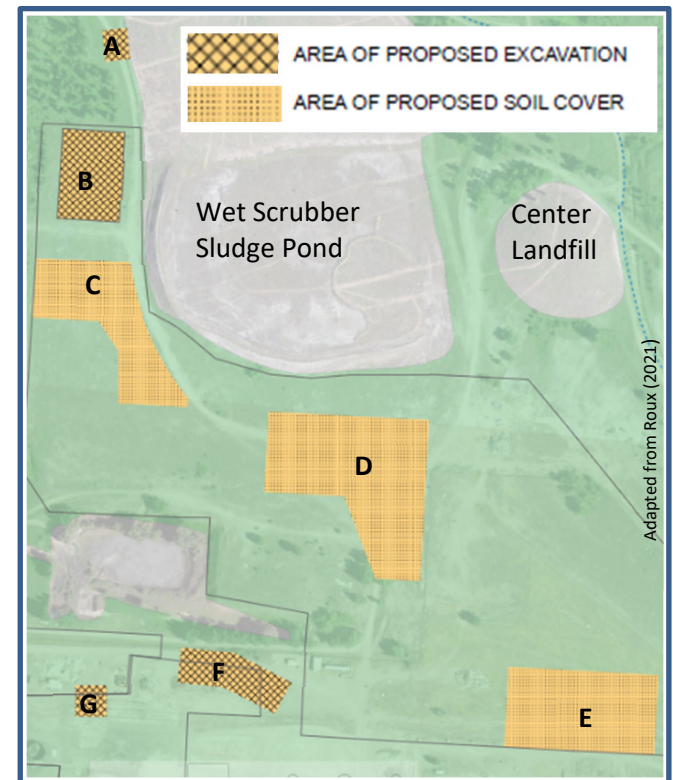 A
AREA OF PROPOSED EXCAVATION
AREA OF PROPOSED SOIL COVER
B
Wet Scrubber
Sludge Pond
Center
Landfill
C
Adapted from Roux (2021)
D
F
G
E